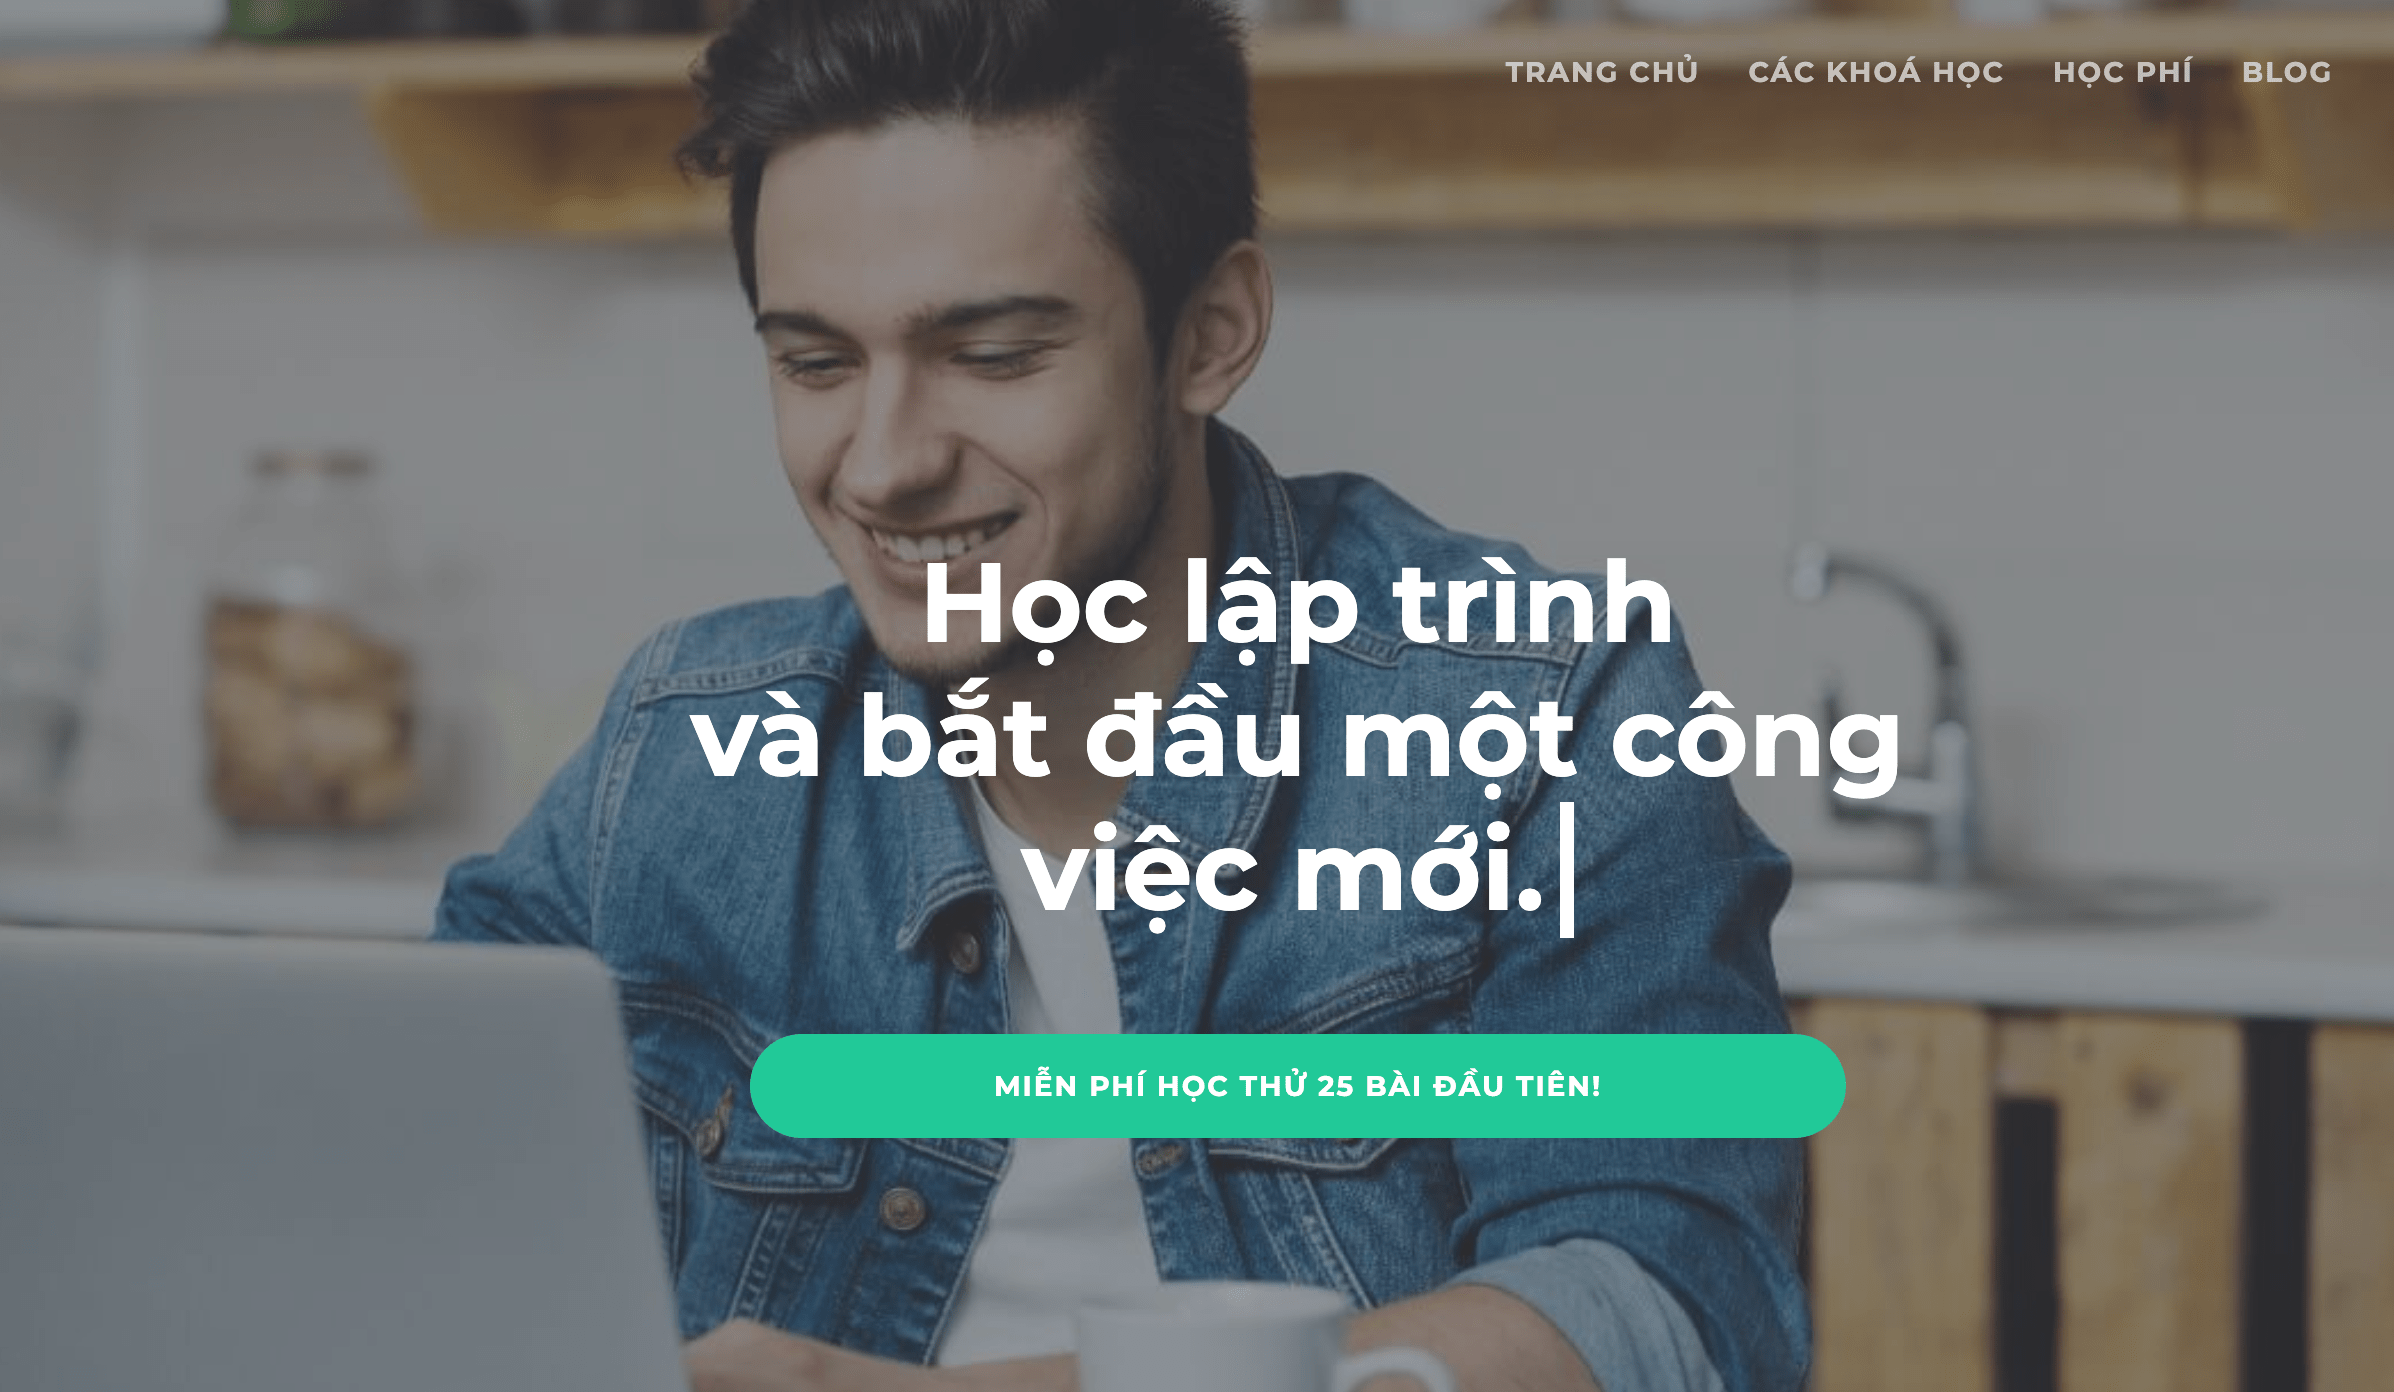 TRANG CHỦ CÁC KHOÁ HỌC HỌC PHÍ BLOG
Học lập trình
và bắt đầu một công
việc mới.
MIỄN PHÍ HỌC THỬ 25 BÀI ĐẦU TIÊN!